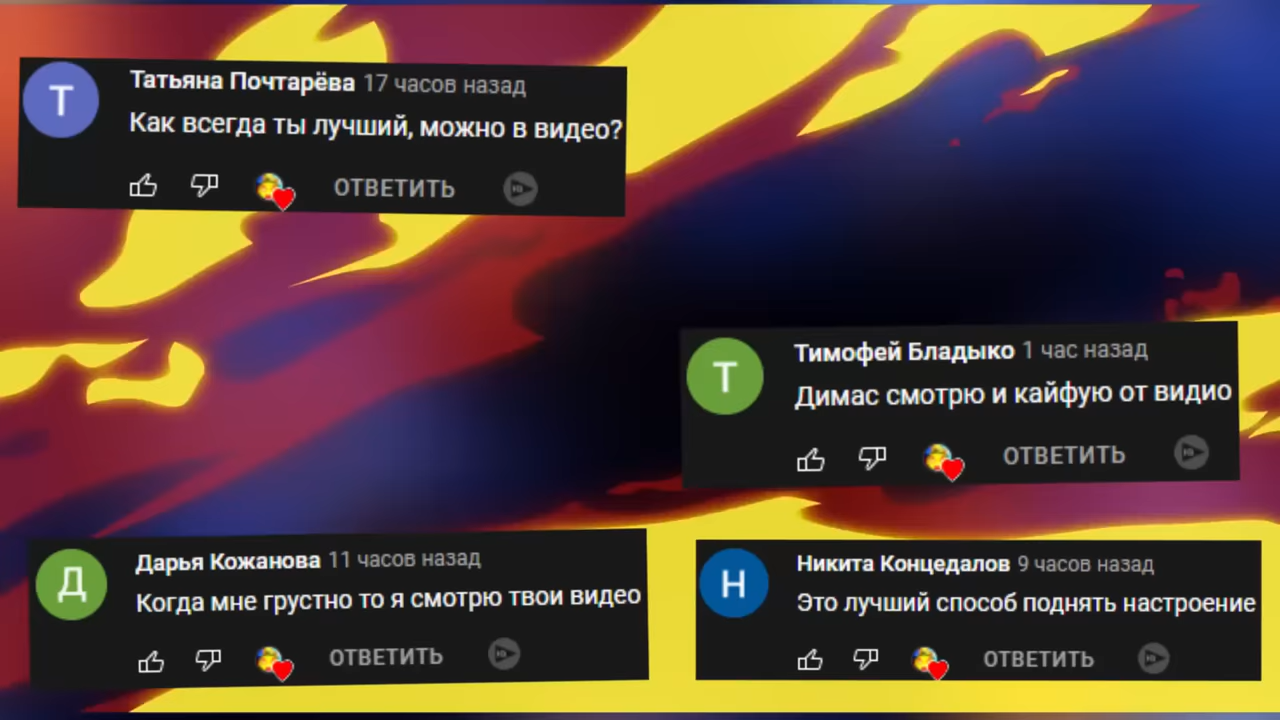 Т
Татьяна Почтарёва 17 часов назад
Как всегда ты лучший, можно в видео?
ОТВЕТИТЬ
Т
Тимофей Бладыко 1 час назад
Димас смотрю и кайфую от видио
ОТВЕТИТЬ
Д
Дарья Кожанова 11 часов назад
Когда мне грустно то я смотрю твои видео
ОТВЕТИТЬ
Н
Никита Концедалов 9 часов назад
Это лучший способ поднять настроение
ОТВЕТИТЬ